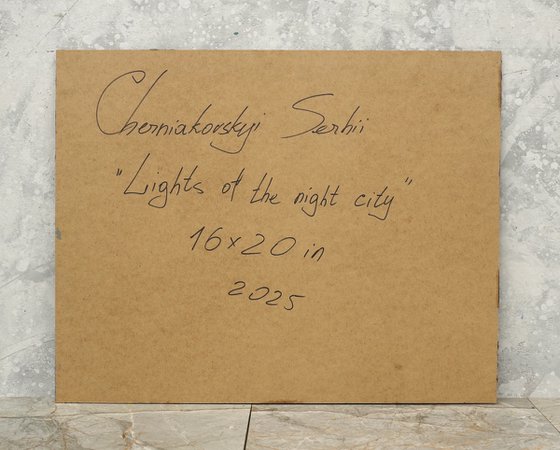 Cherniakovskyi Serhii
"Lights of the night city"
16x20 in
2025